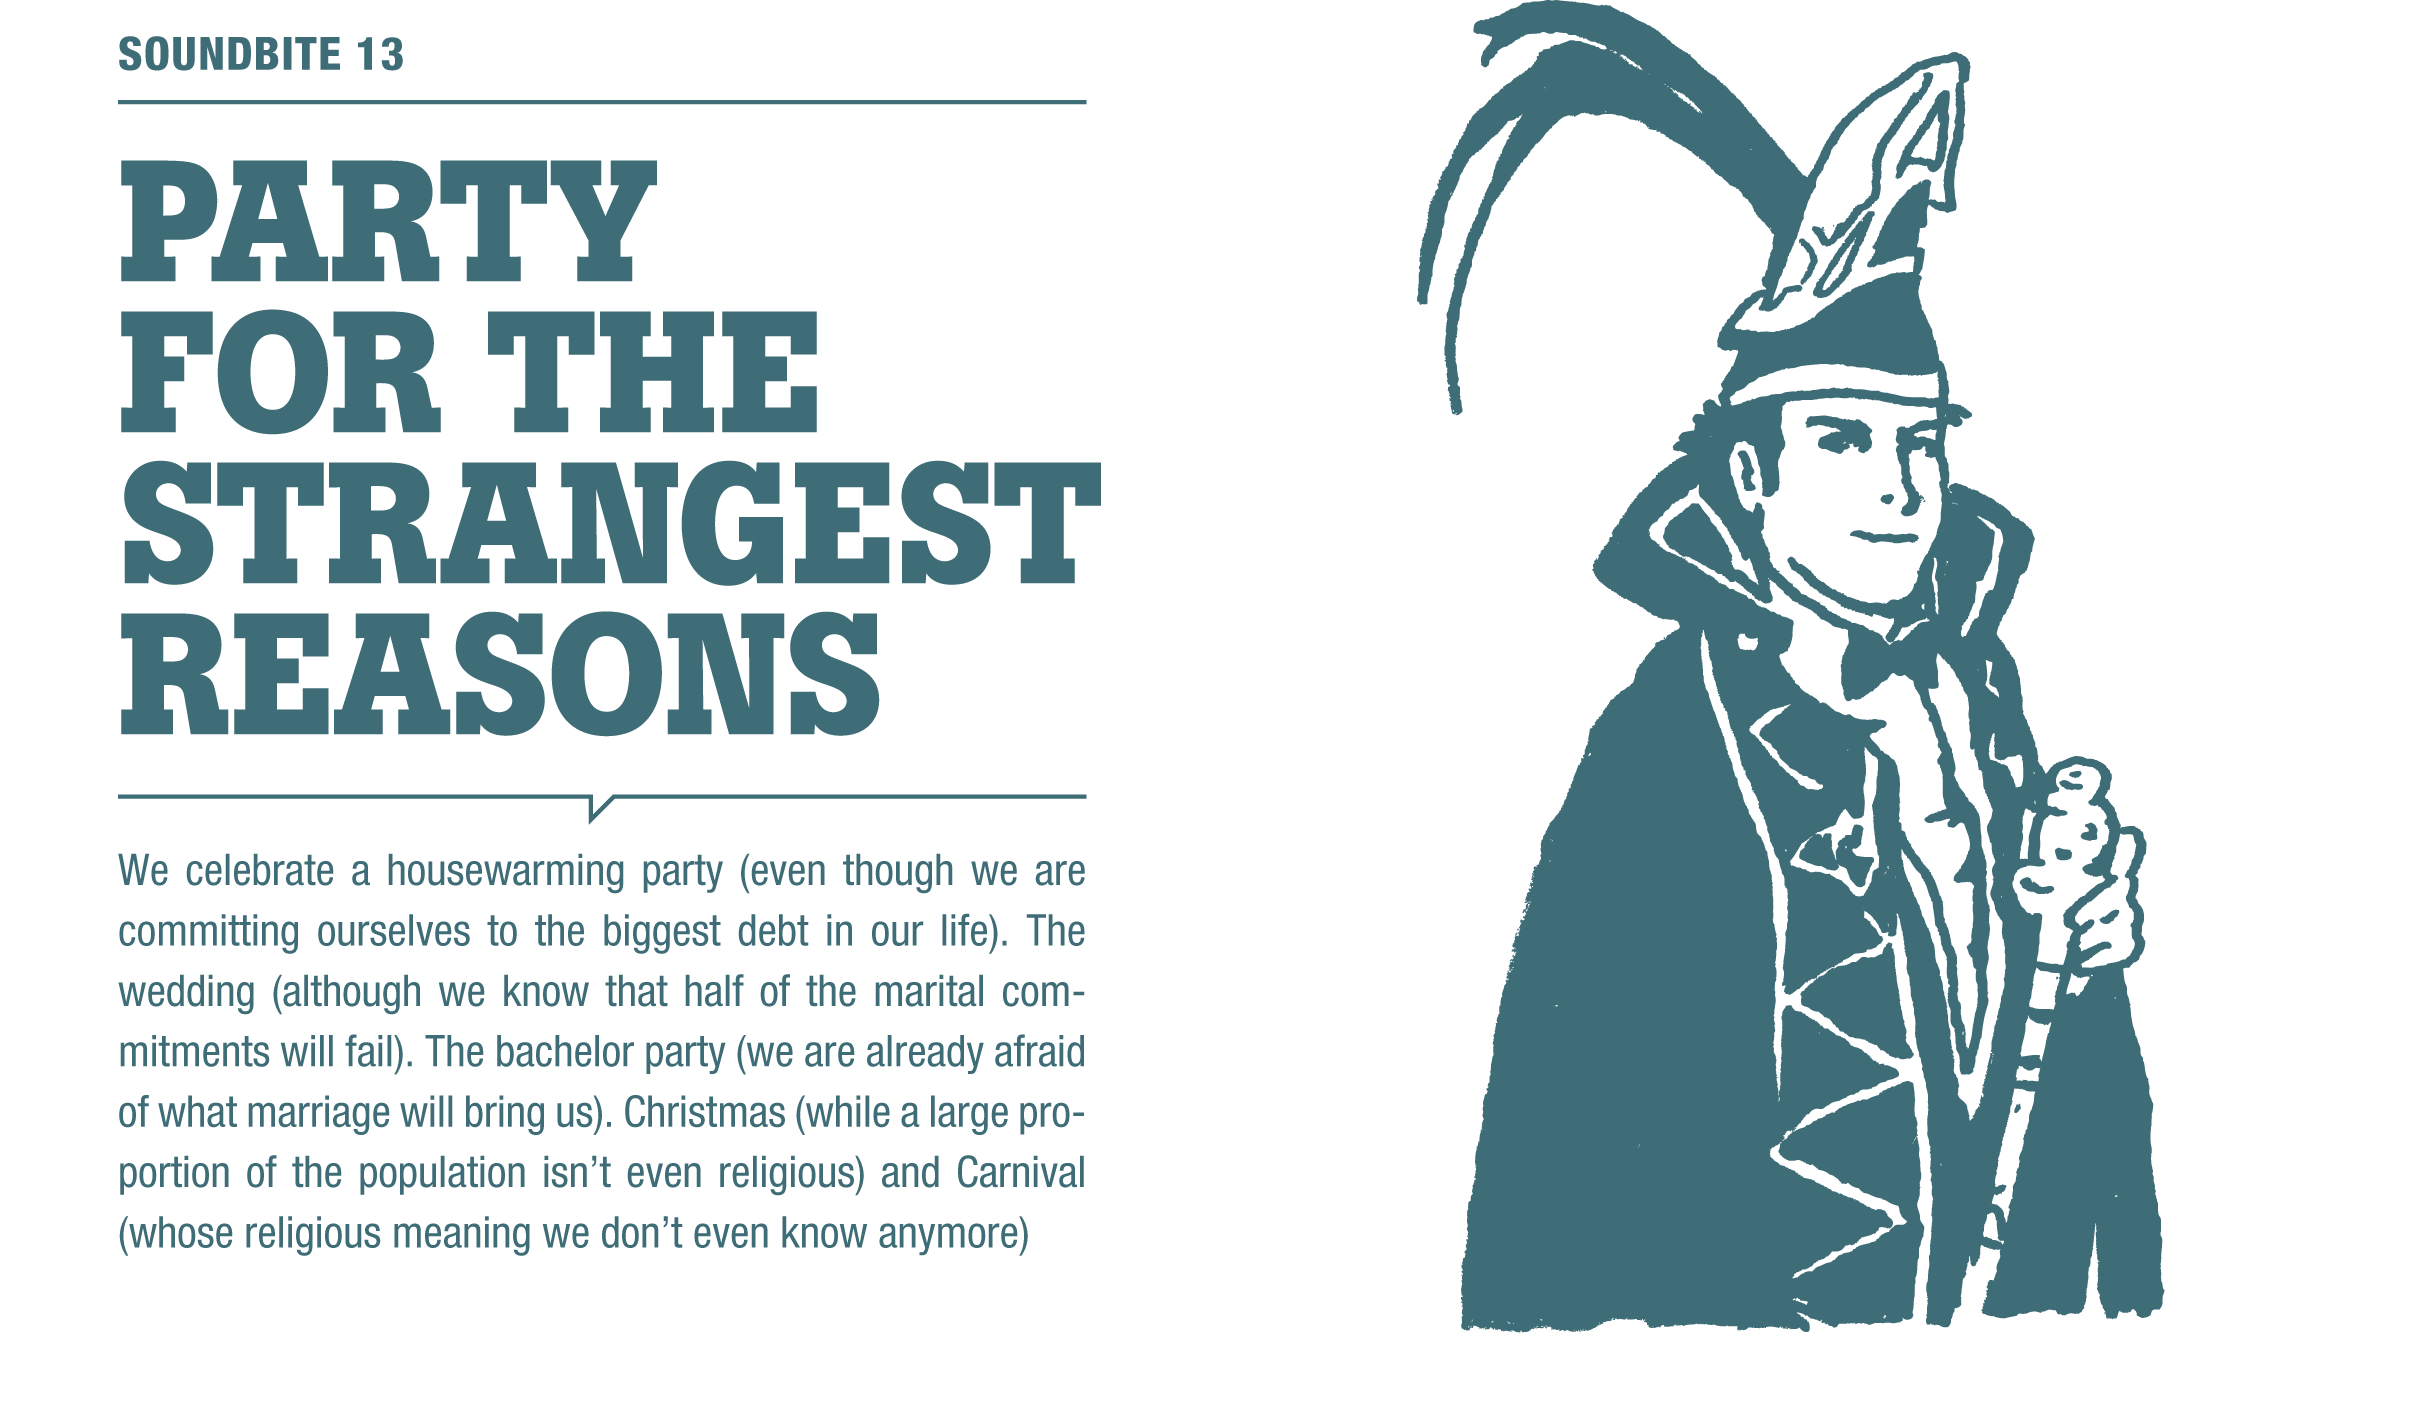 SOUNDBITE 13
PARTY
FOR THE
STRANGEST
REASONS
We celebrate a housewarming party (even though we are
committing ourselves to the biggest debt in our life). The
wedding (although we know that half of the marital com-
mitments will fail). The bachelor party (we are already afraid
of what marriage will bring us). Christmas (while a large pro-
portion of the population isn’t even religious) and Carnival
(whose religious meaning we don’t even know anymore)